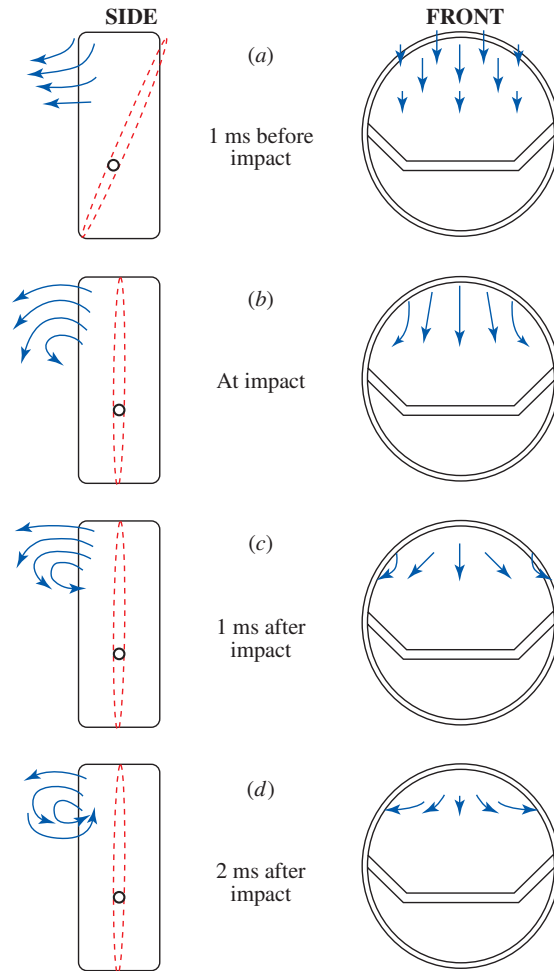 SIDE
FRONT
(a)
1 ms before
impact
(b)
At impact
(c)
1 ms after
impact
(d)
2 ms after
impact